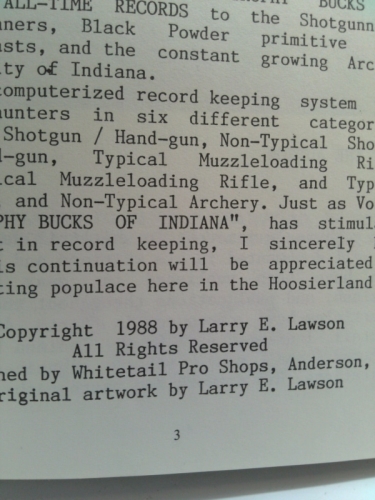 ALL-TIME RECORDS to the Shotgunn
ners, Black Powder primitive
asts, and the constant growing Arc
ity of Indiana.
computerized record keeping system
hunters in six different categor
Shotgun / Hand-gun, Non-Typical Sho
d-gun, Typical Muzzleloading Ri
ical Muzzleloading Rifle, and Typ
and Non-Typical Archery. Just as Vo
PHY BUCKS OF INDIANA", has stimul
t in record keeping, I sincerely
is continuation will be appreciated
ting populace here in the Hoosierland
Copyright 1988 by Larry E. Lawson
All Rights Reserved
hed by Whitetail Pro Shops, Anderson,
riginal artwork by Larry E. Lawson
3